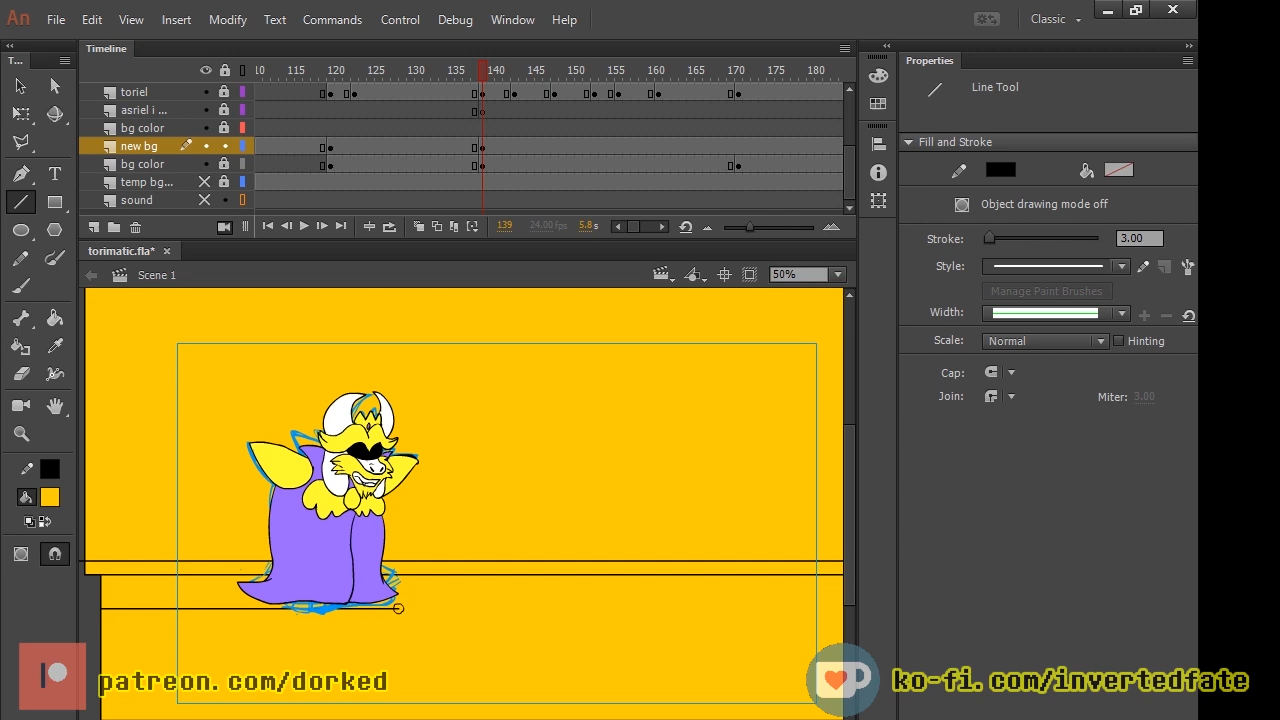 An File Edit View Insert Modify Text Commands Control Debug Window Help Classic
T... Timeline Properties
10 115 120 125 130 135 140 145 150 155 160 165 170 175 180
toriel
asriel i ...
bg color
new bg
bg color
temp bg...
sound
139 24.00 fps 5.8 s
torimatic.fla*
Scene 1 50%
Line Tool
Fill and Stroke
Object drawing mode off
Stroke: 3.00
Style:
Manage Paint Brushes
Width:
Scale: Normal Hinting
Cap:
Join: Miter: 3.00
patreon.com/dorked
ko-fi.com/invertedfate